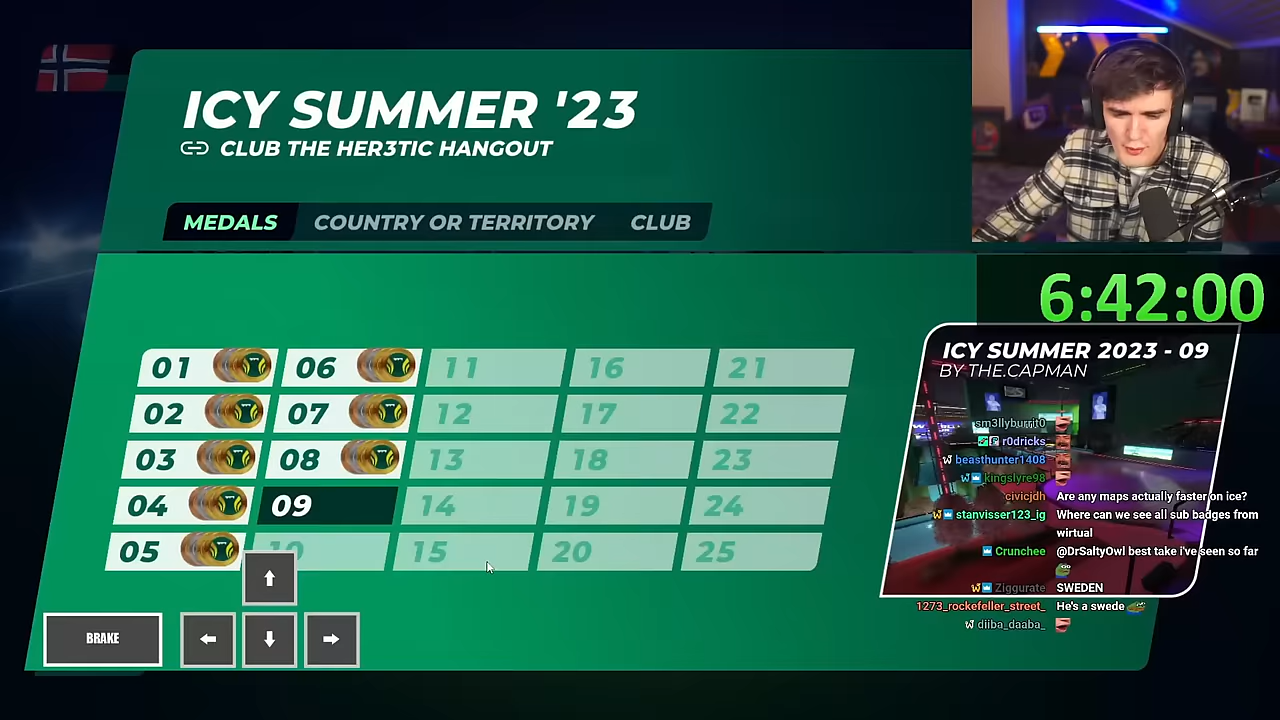 ICY SUMMER '23
CLUB THE HER3TIC HANGOUT
MEDALS COUNTRY OR TERRITORY CLUB
6:42:00
01 06 11 16 21
02 07 12 17 22
03 08 13 18 23
04 09 14 19 24
05 10 15 20 25
BRAKE
ICY SUMMER 2023 - 09
BY THE.CAPMAN
sm3llyburrit0
r0dricks
beasthunter1408
kingslyre98
civicjdh Are any maps actually faster on ice?
stanvisser123_ig Where can we see all sub badges from
wirtual
Crunchee @DrSaltyOwl best take i've seen so far
Ziggurate SWEDEN
1273_rockefeller_street_ He's a swede
diiba_daaba_